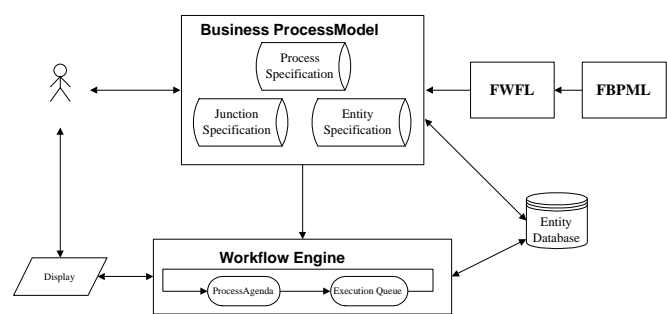 Business ProcessModel
Process
Specification
Junction
Specification
Entity
Specification
FWFL
FBPML
Entity
Database
Workflow Engine
Display
ProcessAgenda
Execution Queue